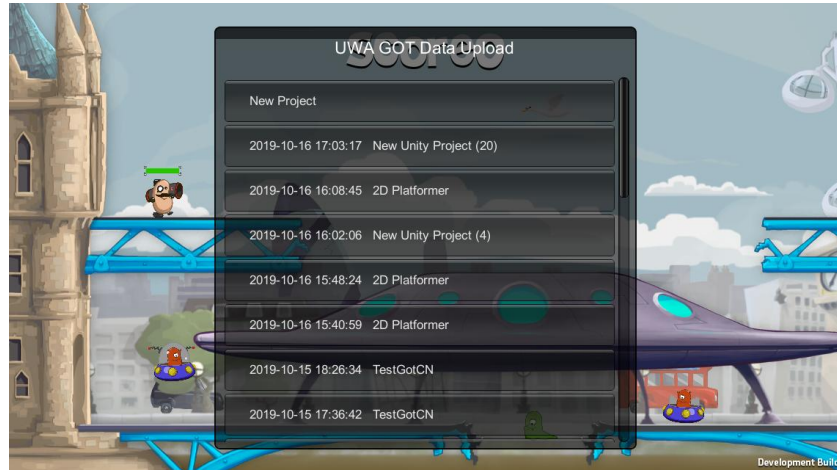 UWA GOT Data Upload
New Project
2019-10-16 17:03:17 New Unity Project (20)
2019-10-16 16:08:45 2D Platformer
2019-10-16 16:02:06 New Unity Project (4)
2019-10-16 15:48:24 2D Platformer
2019-10-16 15:40:59 2D Platformer
2019-10-15 18:26:34 TestGotCN
2019-10-15 17:36:42 TestGotCN
Development Build